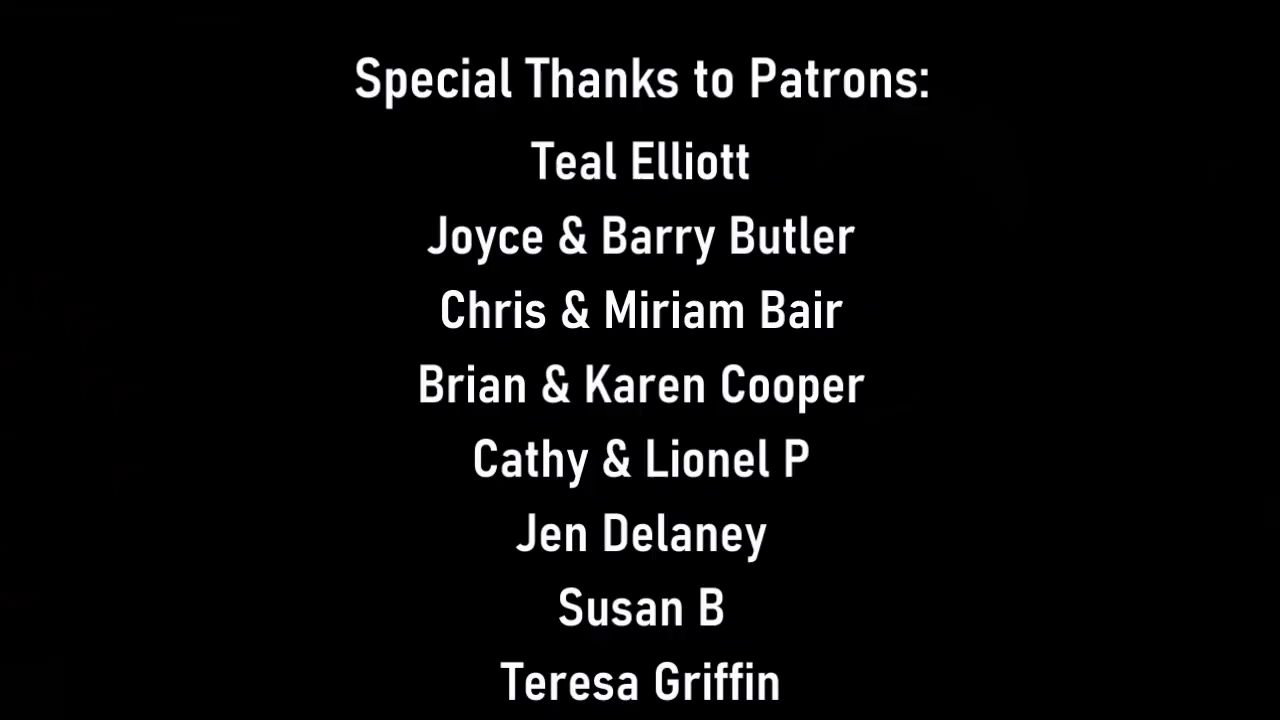 Special Thanks to Patrons:
Teal Elliott
Joyce & Barry Butler
Chris & Miriam Bair
Brian & Karen Cooper
Cathy & Lionel P
Jen Delaney
Susan B
Teresa Griffin